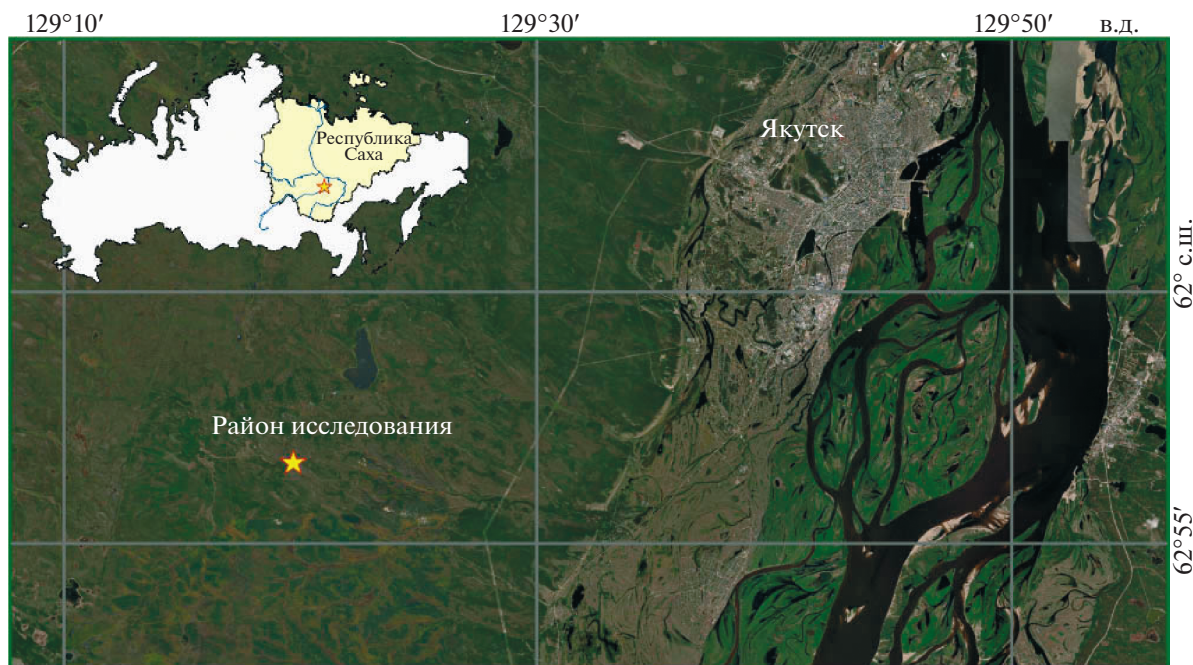 129°10′ 129°30′ 129°50′ в.д.
Республика
Саха
Якутск
62° с.ш.
Район исследования
62°55′